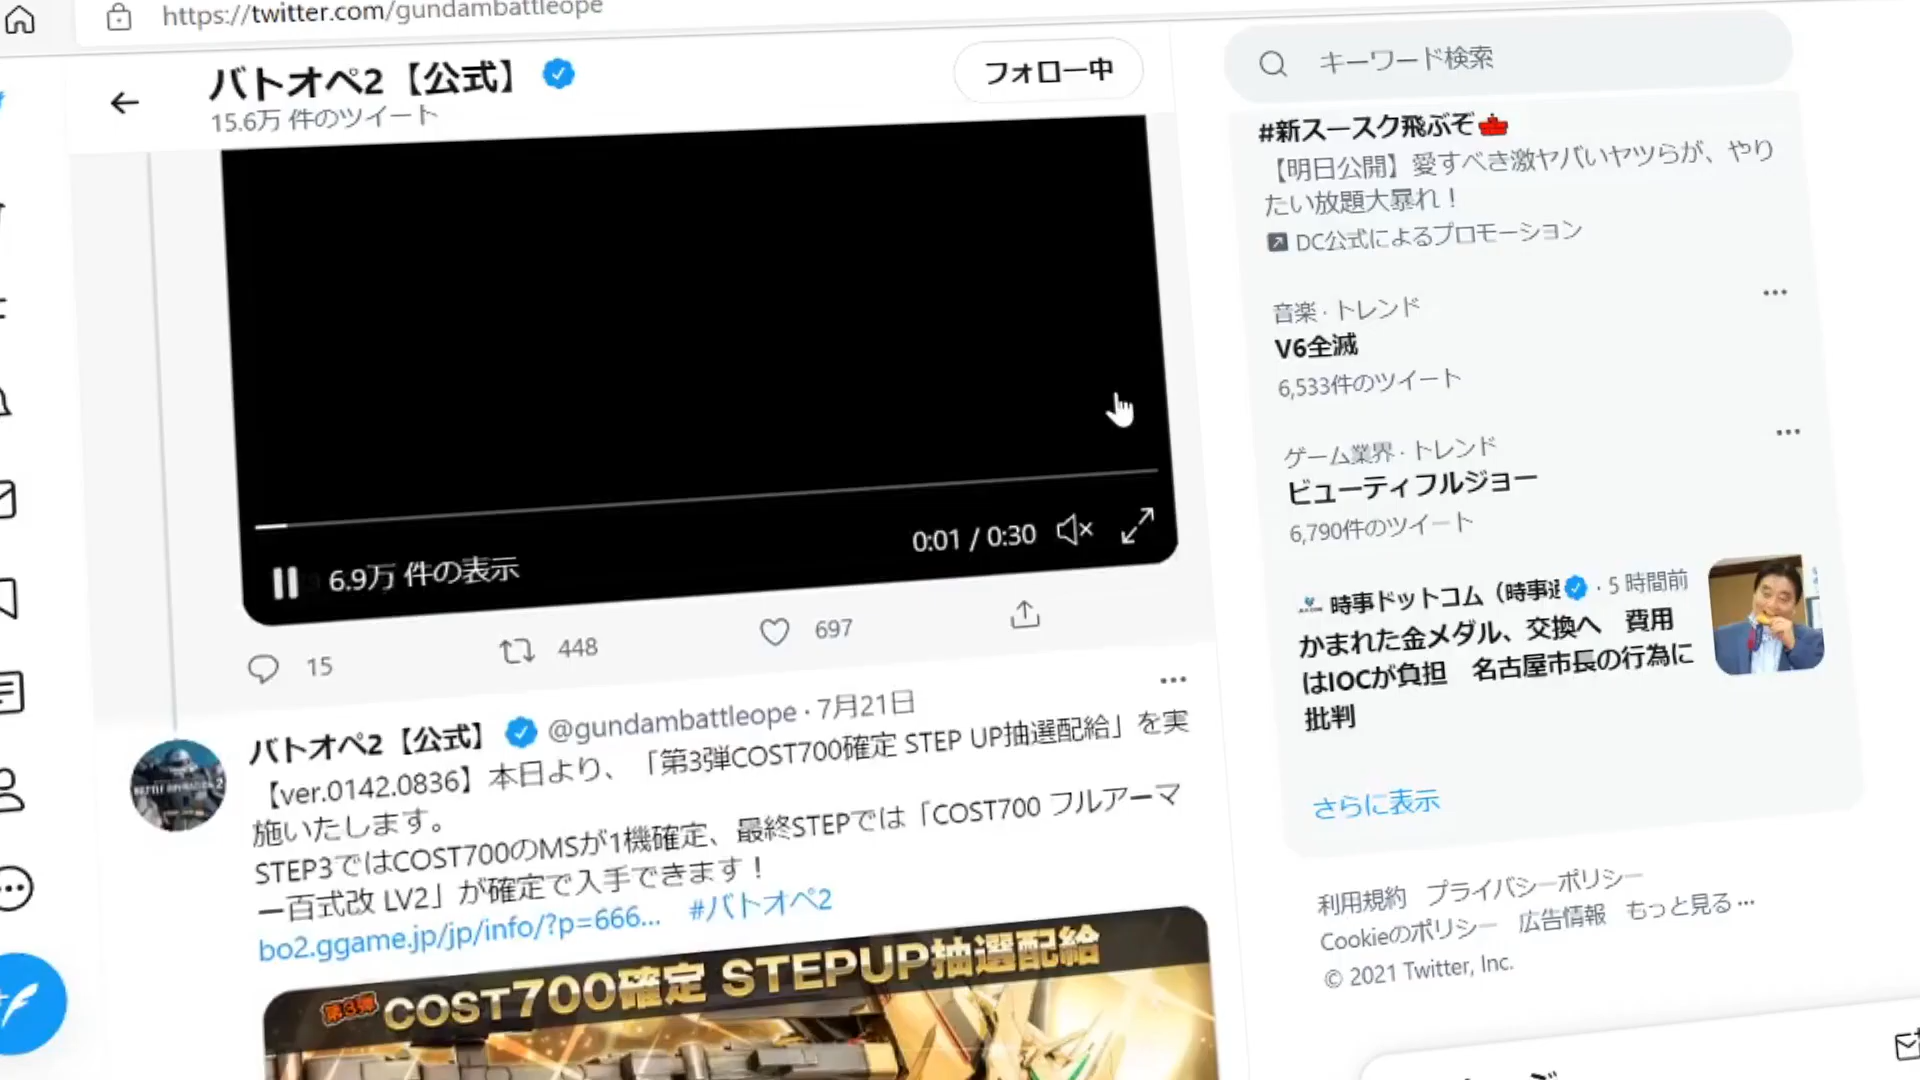 https://twitter.com/gundambattleope
バトオペ2【公式】
15.6万 件のツイート
フォロー中
キーワード検索
#新スースク飛ぶぞ
【明日公開】愛すべき激ヤバいヤツらが、やり
たい放題大暴れ！
DC公式によるプロモーション
音楽 · トレンド
V6全滅
6,533件のツイート
ゲーム業界 · トレンド
ビューティフルジョー
6,790件のツイート
時事ドットコム（時事通 · 5 時間前
かまれた金メダル、交換へ　費用
はIOCが負担　名古屋市長の行為に
批判
さらに表示
利用規約 プライバシーポリシー
Cookieのポリシー 広告情報 もっと見る ···
© 2021 Twitter, Inc.
6.9万 件の表示
0:01 / 0:30
15
448
697
バトオペ2【公式】 @gundambattleope · 7月21日
【ver.0142.0836】本日より、「第3弾COST700確定 STEP UP抽選配給」を実
施いたします。
STEP3ではCOST700のMSが1機確定、最終STEPでは「COST700 フルアーマ
ー百式改 LV2」が確定で入手できます！
bo2.ggame.jp/jp/info/?p=666... #バトオペ2
第3弾 COST700確定 STEPUP抽選配給